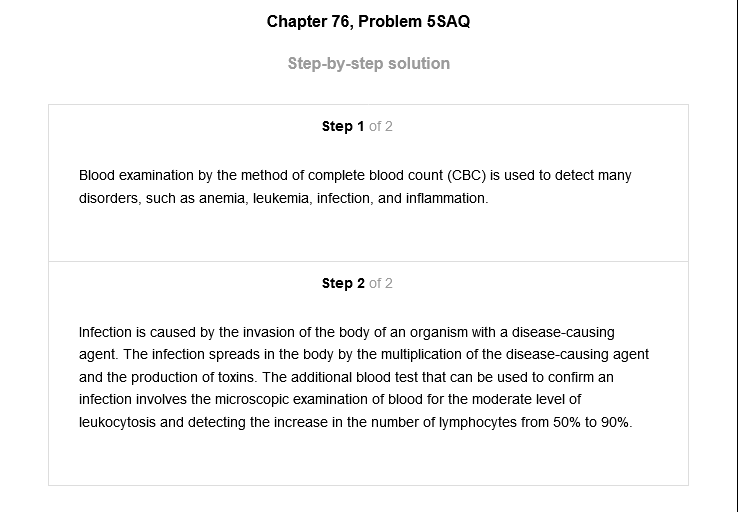 Chapter 76, Problem 5SAQ
Step-by-step solution
Step 1 of 2
Blood examination by the method of complete blood count (CBC) is used to detect many
disorders, such as anemia, leukemia, infection, and inflammation.
Step 2 of 2
Infection is caused by the invasion of the body of an organism with a disease-causing
agent. The infection spreads in the body by the multiplication of the disease-causing agent
and the production of toxins. The additional blood test that can be used to confirm an
infection involves the microscopic examination of blood for the moderate level of
leukocytosis and detecting the increase in the number of lymphocytes from 50% to 90%.